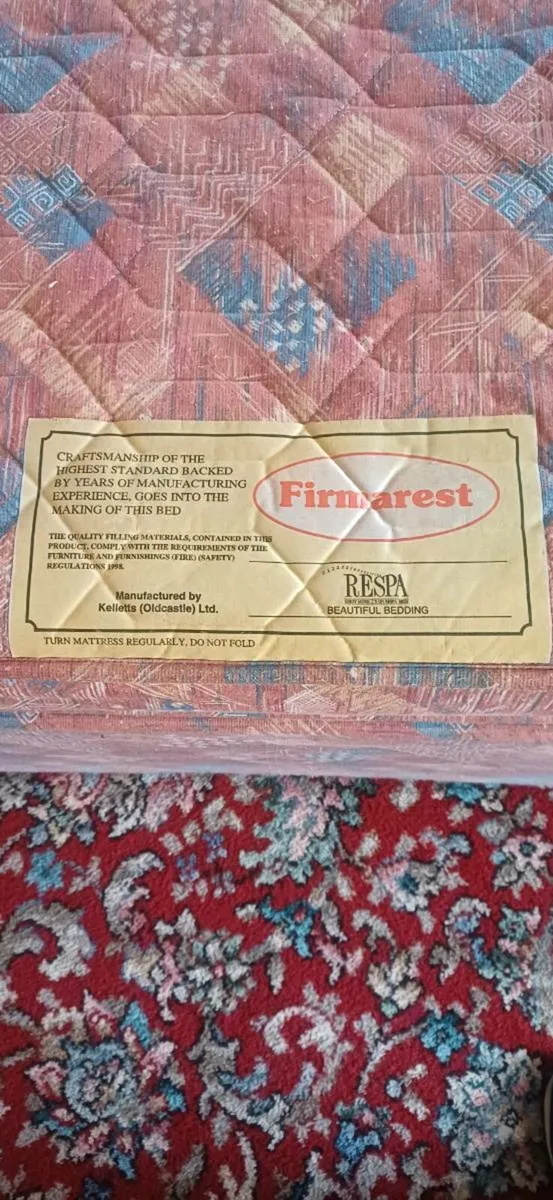 CRAFTSMANSHIP OF THE
HIGHEST STANDARD BACKED
BY YEARS OF MANUFACTURING
EXPERIENCE, GOES INTO THE
MAKING OF THIS BED
THE QUALITY FILLING MATERIALS, CONTAINED IN THIS
PRODUCT, COMPLY WITH THE REQUIREMENTS OF THE
FURNITURE AND FURNISHINGS (FIRE) (SAFETY)
REGULATIONS 1998.
Manufactured by
Kelletts (Oldcastle) Ltd.
Firmarest
RESPA
BEAUTIFUL BEDDING
TURN MATTRESS REGULARLY, DO NOT FOLD